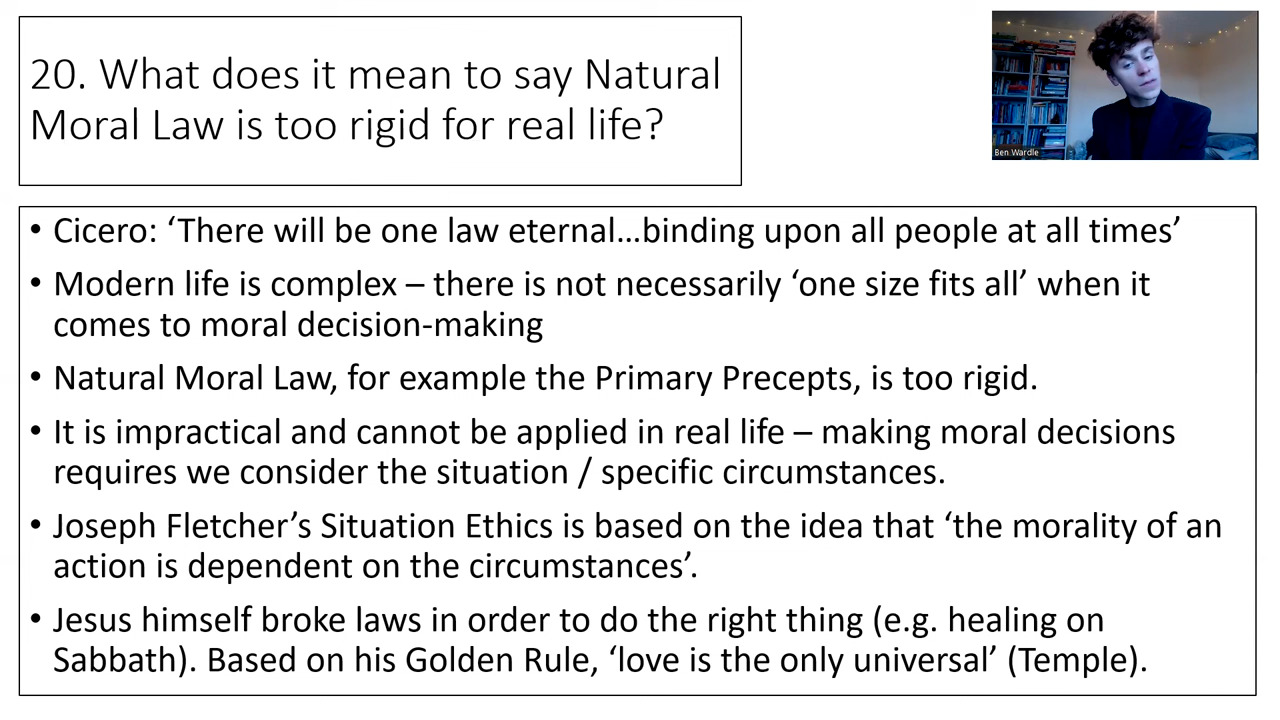 20. What does it mean to say Natural
Moral Law is too rigid for real life?
Ben Wardle
• Cicero: ‘There will be one law eternal…binding upon all people at all times’
• Modern life is complex – there is not necessarily ‘one size fits all’ when it
comes to moral decision-making
• Natural Moral Law, for example the Primary Precepts, is too rigid.
• It is impractical and cannot be applied in real life – making moral decisions
requires we consider the situation / specific circumstances.
• Joseph Fletcher’s Situation Ethics is based on the idea that ‘the morality of an
action is dependent on the circumstances’.
• Jesus himself broke laws in order to do the right thing (e.g. healing on
Sabbath). Based on his Golden Rule, ‘love is the only universal’ (Temple).